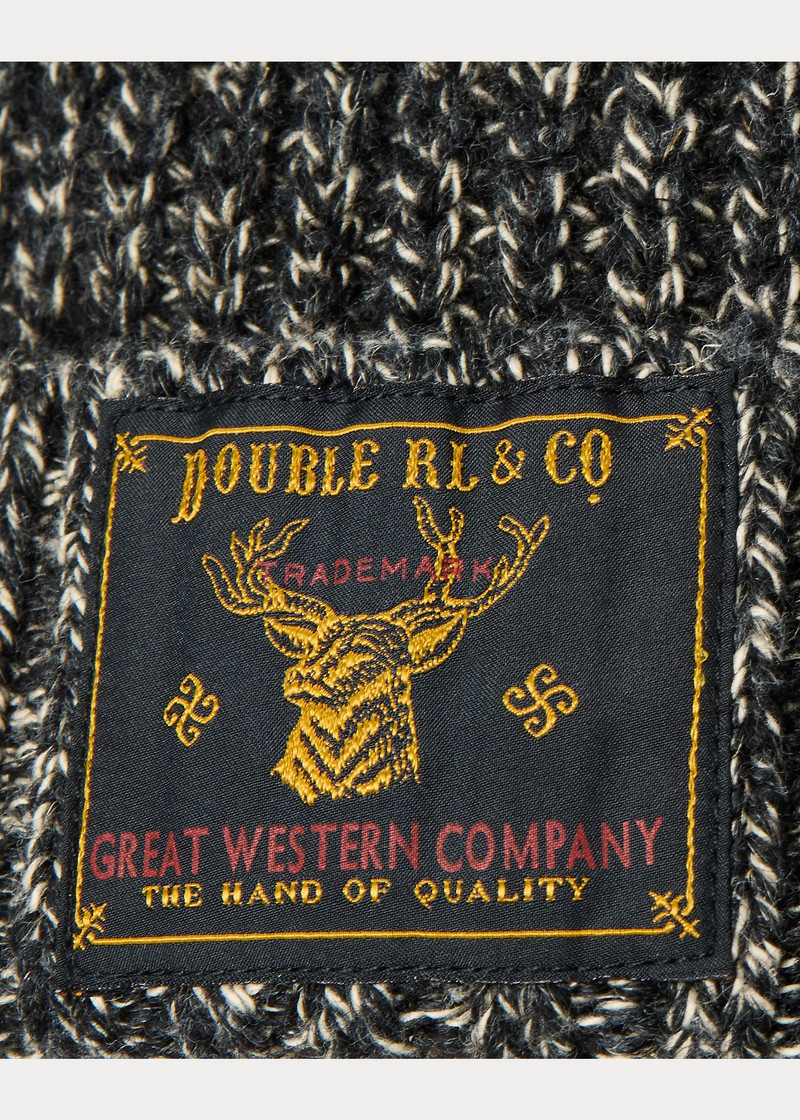 DOUBLE RL & CO
TRADEMARK
GREAT WESTERN COMPANY
THE HAND OF QUALITY